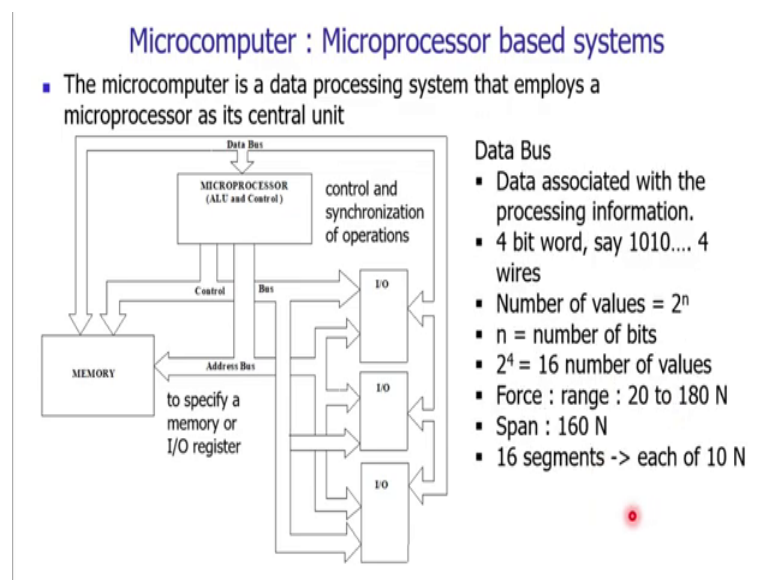 Microcomputer : Microprocessor based systems
▪ The microcomputer is a data processing system that employs a
microprocessor as its central unit
Data Bus
MICROPROCESSOR
(ALU and Control)
control and
synchronization
of operations
Control Bus
I/O
MEMORY
Address Bus
I/O
to specify a
memory or
I/O register
I/O
Data Bus
▪ Data associated with the
processing information.
▪ 4 bit word, say 1010.... 4
wires
▪ Number of values = 2ⁿ
▪ n = number of bits
▪ 2⁴ = 16 number of values
▪ Force : range : 20 to 180 N
▪ Span : 160 N
▪ 16 segments -> each of 10 N